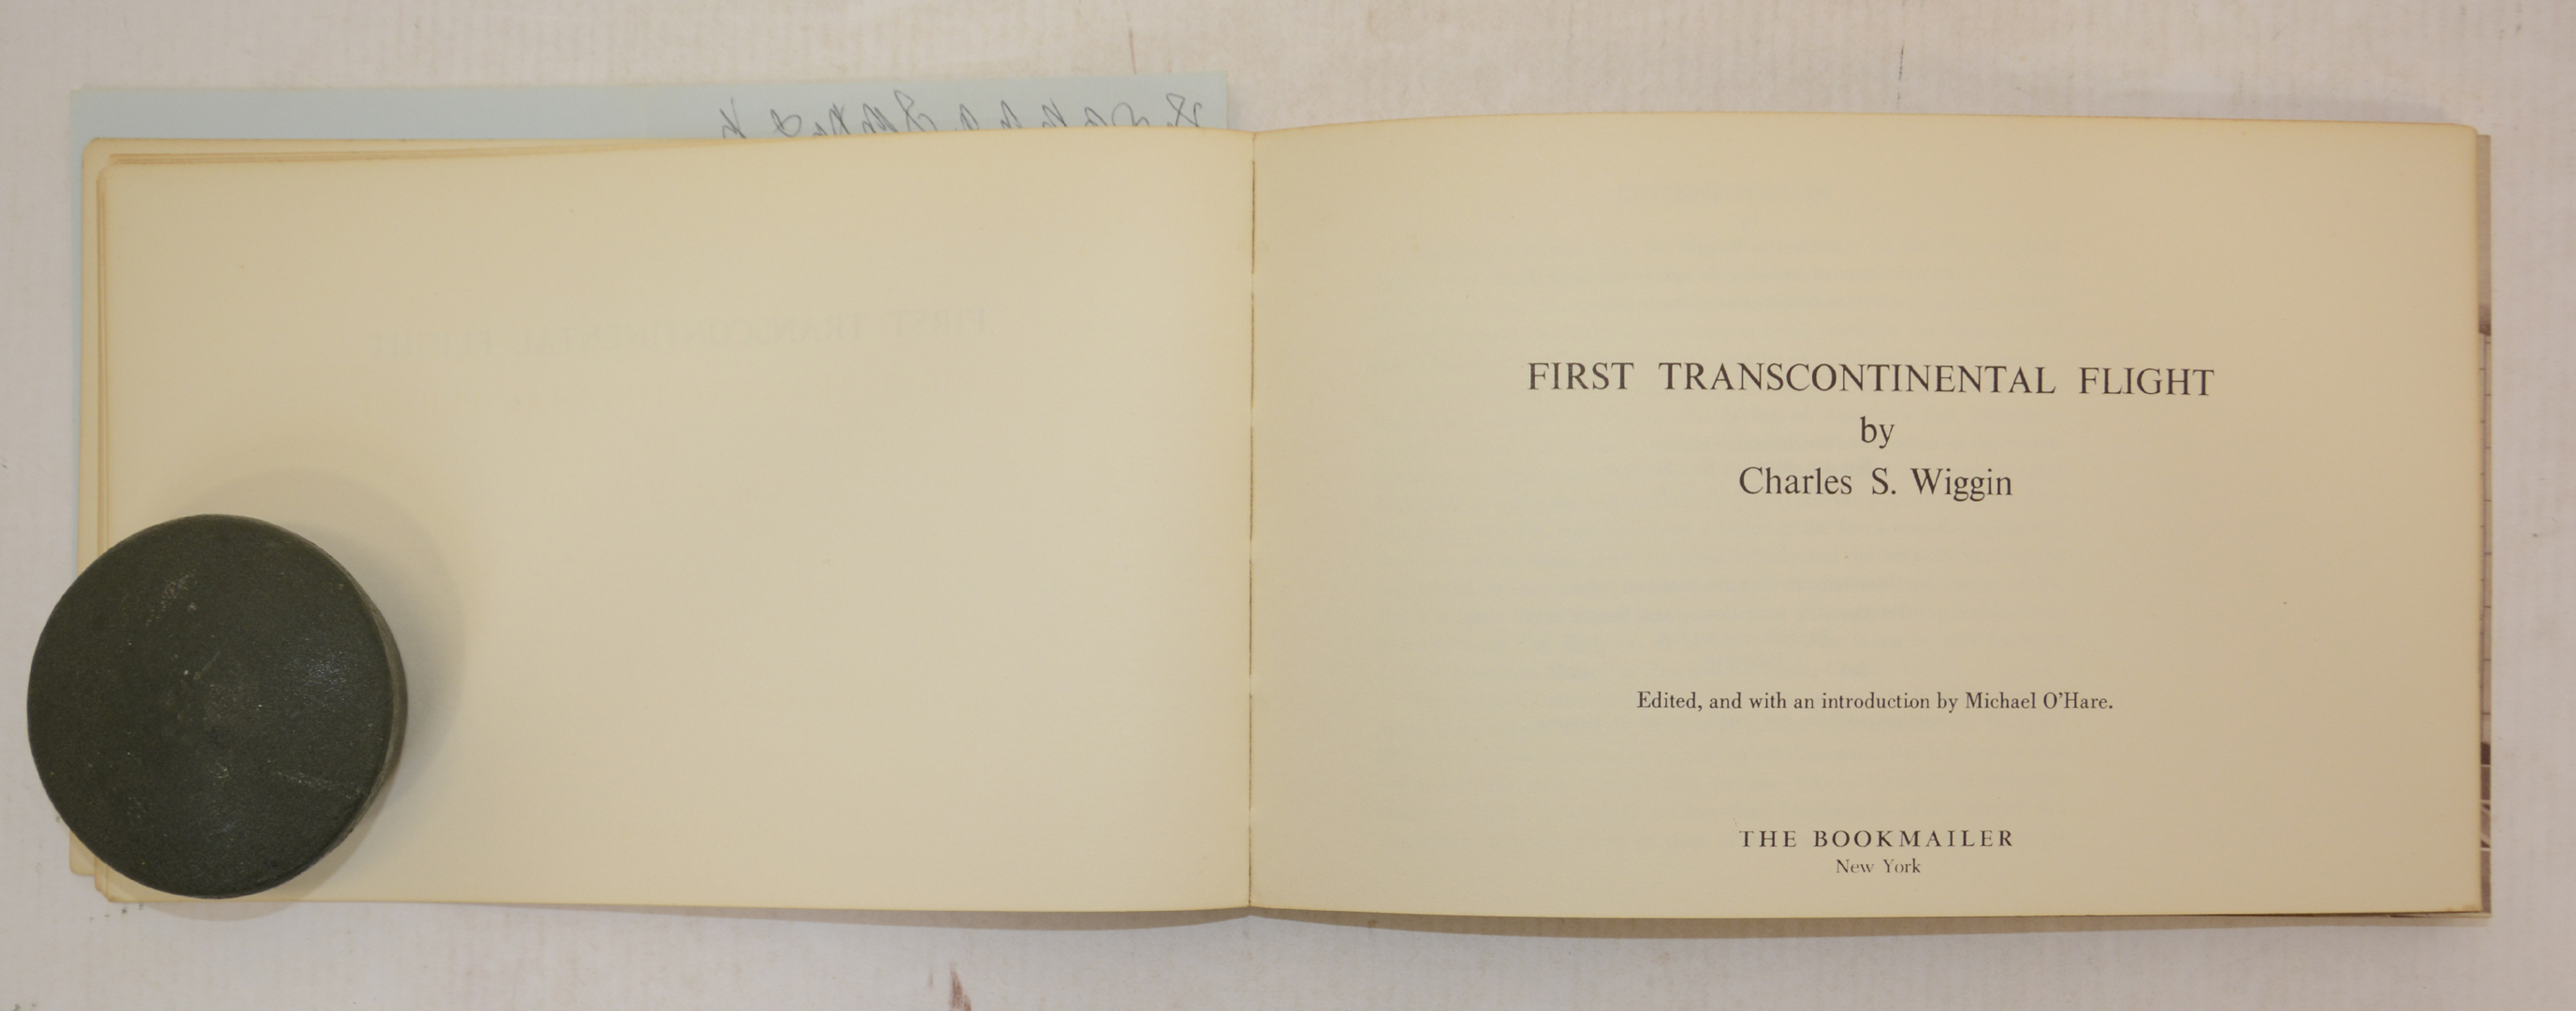 FIRST TRANSCONTINENTAL FLIGHT
by
Charles S. Wiggin
Edited, and with an introduction by Michael O'Hare.
THE BOOKMAILER
New York